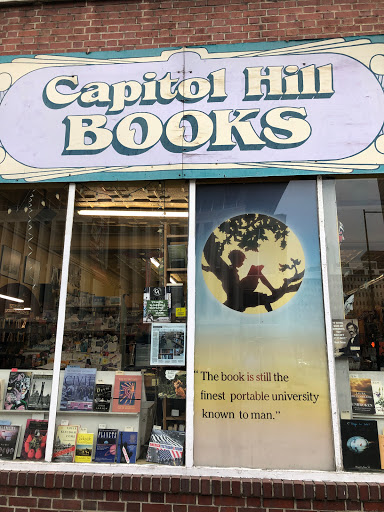 Capitol Hill
BOOKS
"The book is still the
finest portable university
known to man."